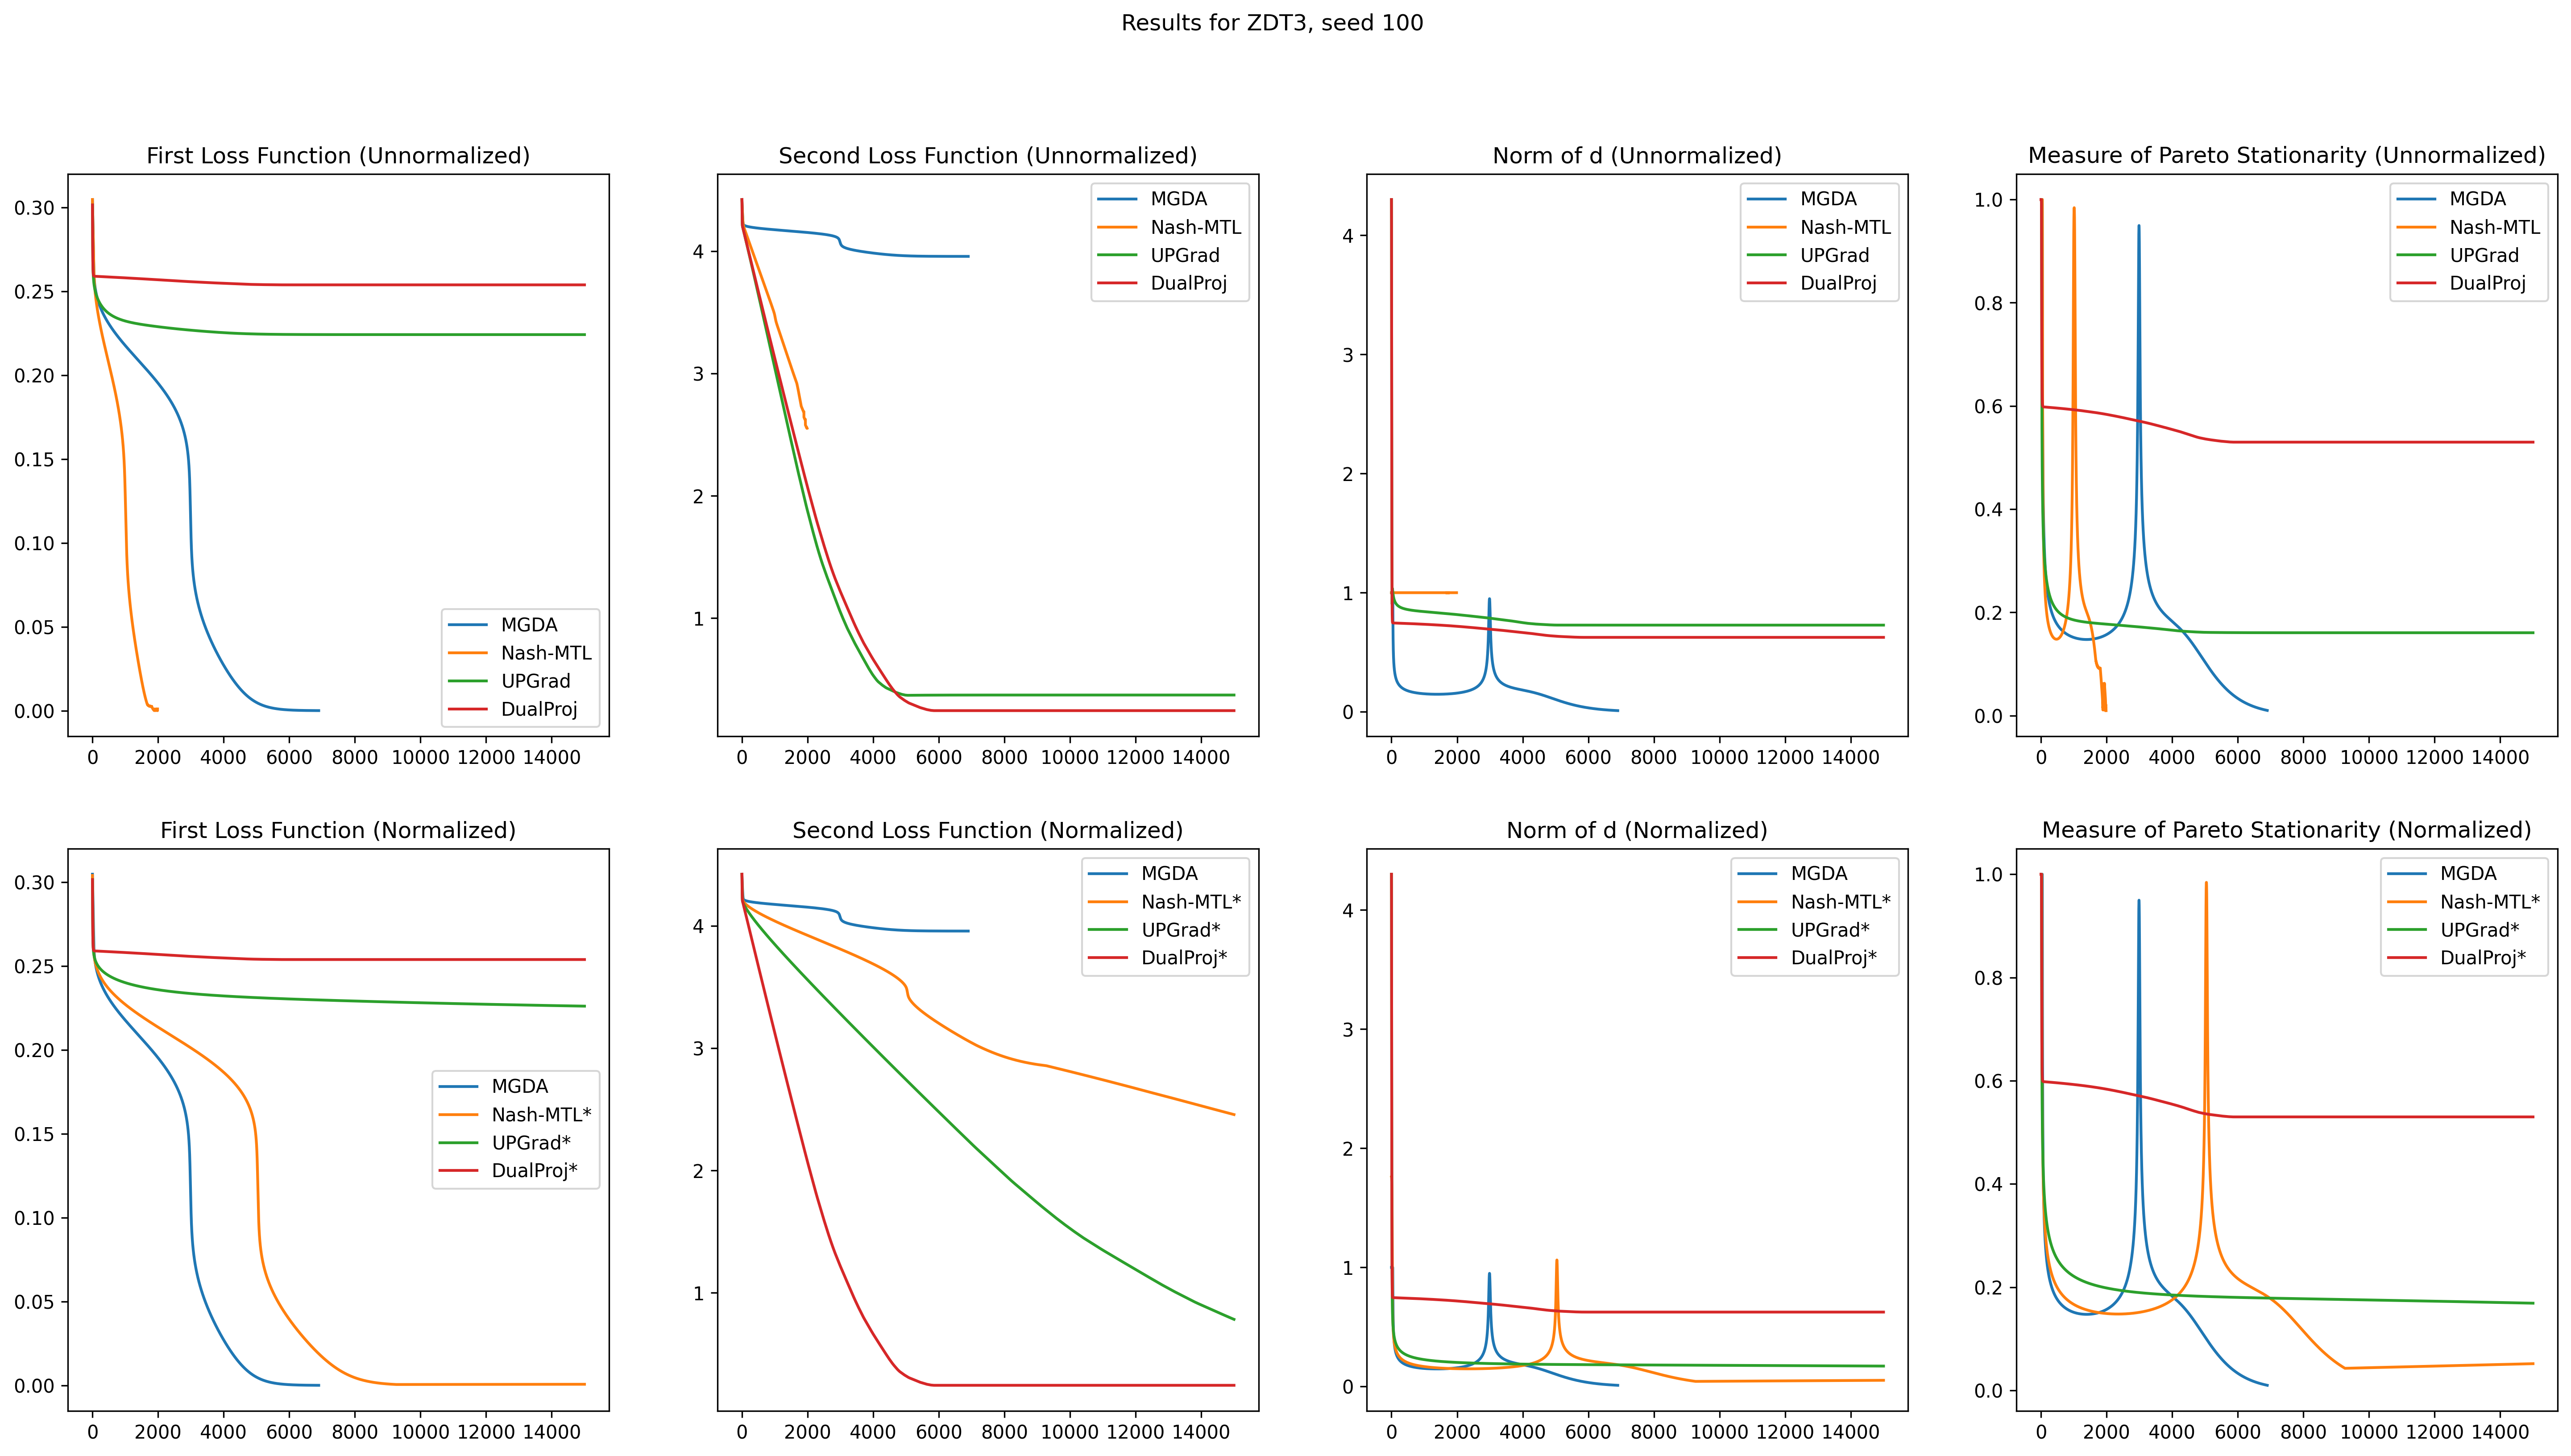 Results for ZDT3, seed 100
First Loss Function (Unnormalized)
0.30
0.25
0.20
0.15
0.10
0.05
0.00
0 2000 4000 6000 8000 10000 12000 14000
MGDA
Nash-MTL
UPGrad
DualProj
Second Loss Function (Unnormalized)
4
3
2
1
0 2000 4000 6000 8000 10000 12000 14000
MGDA
Nash-MTL
UPGrad
DualProj
Norm of d (Unnormalized)
4
3
2
1
0
0 2000 4000 6000 8000 10000 12000 14000
MGDA
Nash-MTL
UPGrad
DualProj
Measure of Pareto Stationarity (Unnormalized)
1.0
0.8
0.6
0.4
0.2
0.0
0 2000 4000 6000 8000 10000 12000 14000
MGDA
Nash-MTL
UPGrad
DualProj
First Loss Function (Normalized)
0.30
0.25
0.20
0.15
0.10
0.05
0.00
0 2000 4000 6000 8000 10000 12000 14000
MGDA
Nash-MTL*
UPGrad*
DualProj*
Second Loss Function (Normalized)
4
3
2
1
0 2000 4000 6000 8000 10000 12000 14000
MGDA
Nash-MTL*
UPGrad*
DualProj*
Norm of d (Normalized)
4
3
2
1
0
0 2000 4000 6000 8000 10000 12000 14000
MGDA
Nash-MTL*
UPGrad*
DualProj*
Measure of Pareto Stationarity (Normalized)
1.0
0.8
0.6
0.4
0.2
0.0
0 2000 4000 6000 8000 10000 12000 14000
MGDA
Nash-MTL*
UPGrad*
DualProj*